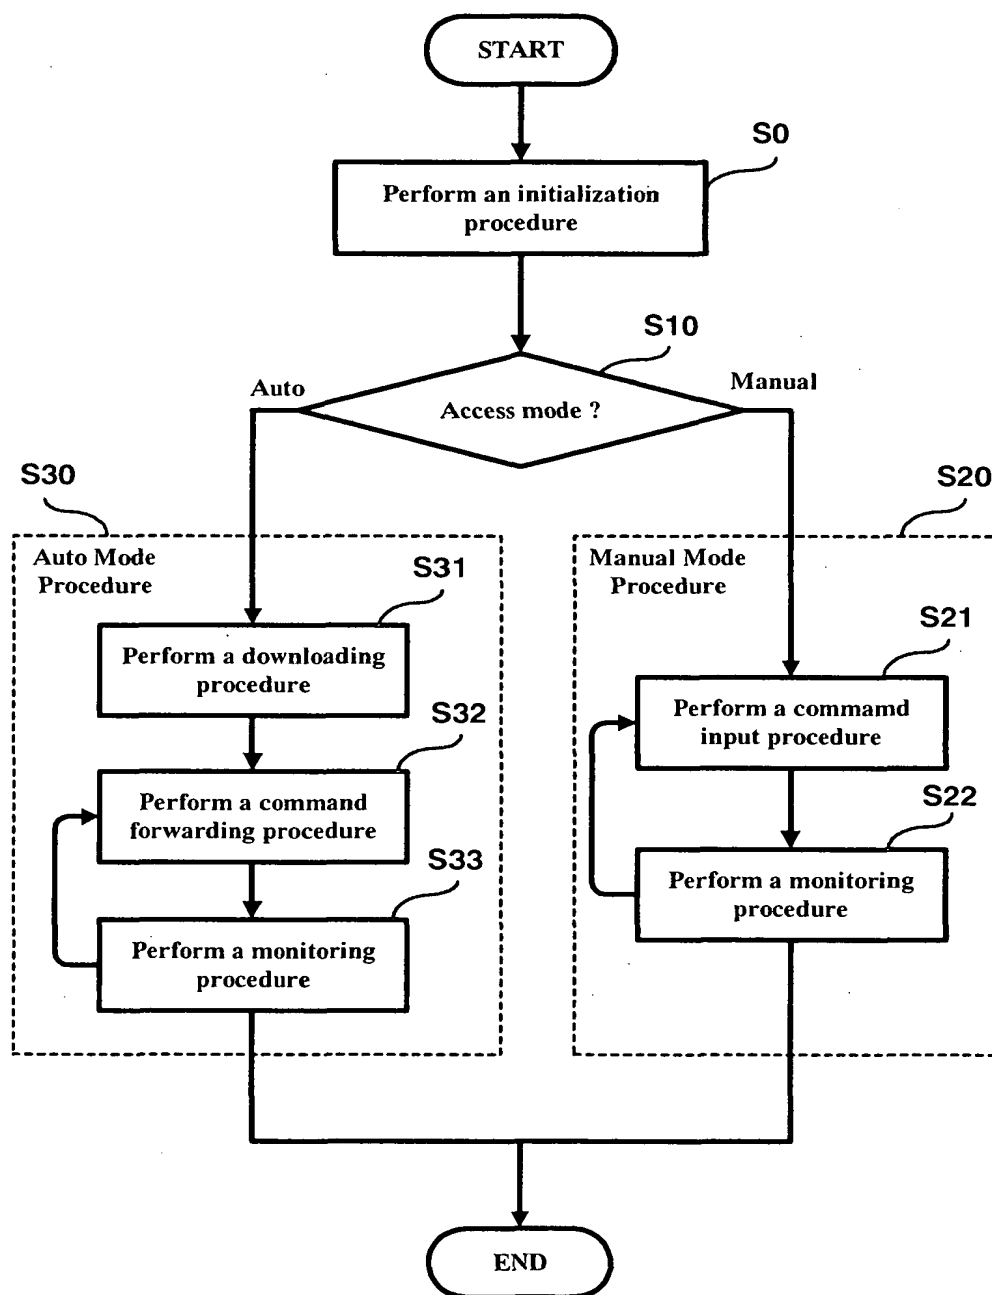 START
S0
Perform an initialization
procedure
S10
Auto
Manual
Access mode ?
S30
S20
Auto Mode
Procedure
S31
Perform a downloading
procedure
S32
Perform a command
forwarding procedure
S33
Perform a monitoring
procedure
Manual Mode
Procedure
S21
Perform a commamd
input procedure
S22
Perform a monitoring
procedure
END